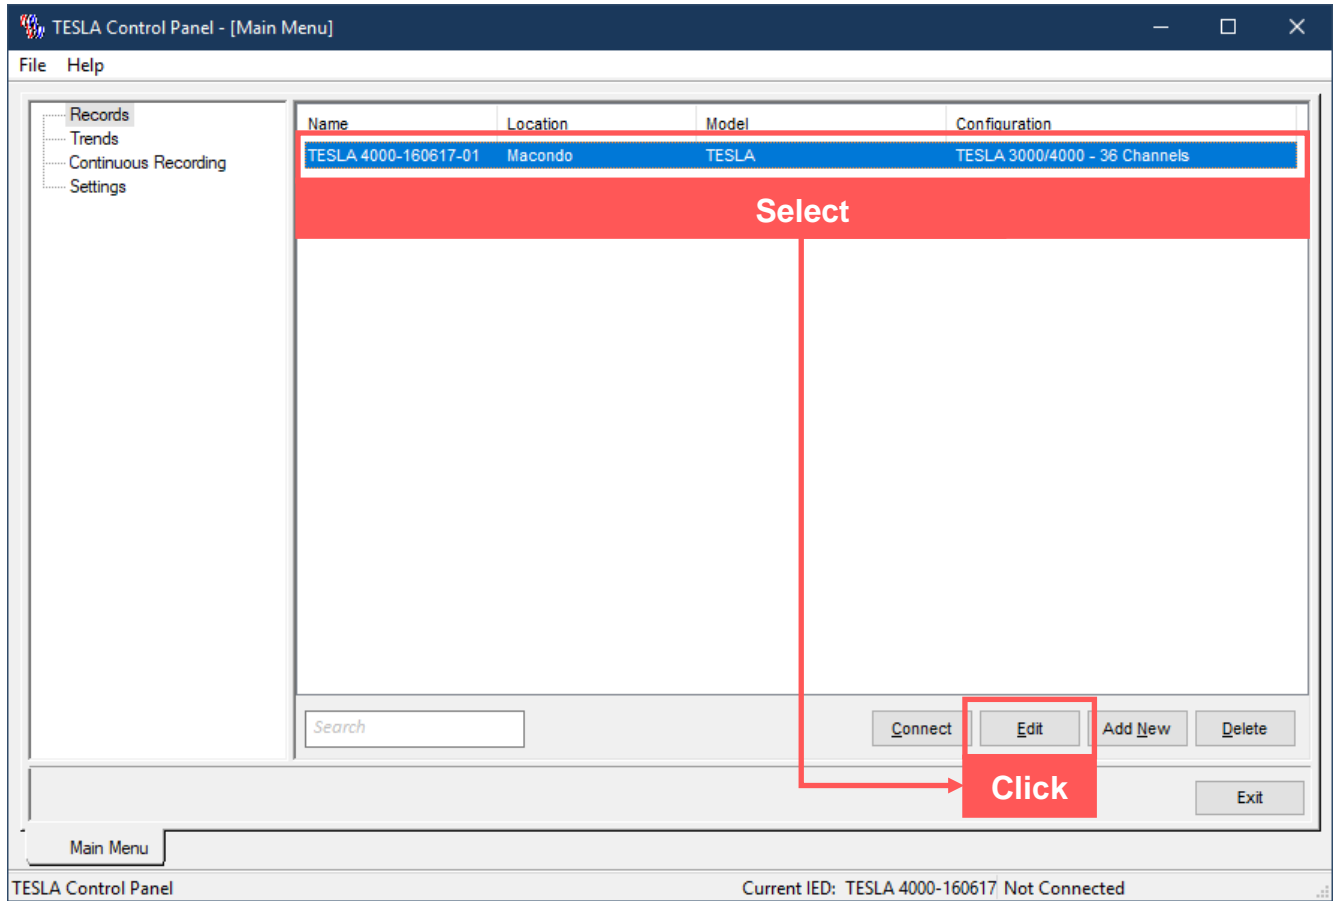 TESLA Control Panel - [Main Menu]
File Help
Records
Trends
Continuous Recording
Settings
Name Location Model Configuration
TESLA 4000-160617-01 Macondo TESLA TESLA 3000/4000 - 36 Channels
Select
Search Connect Edit Add New Delete
Click
Exit
Main Menu
TESLA Control Panel Current IED: TESLA 4000-160617 Not Connected